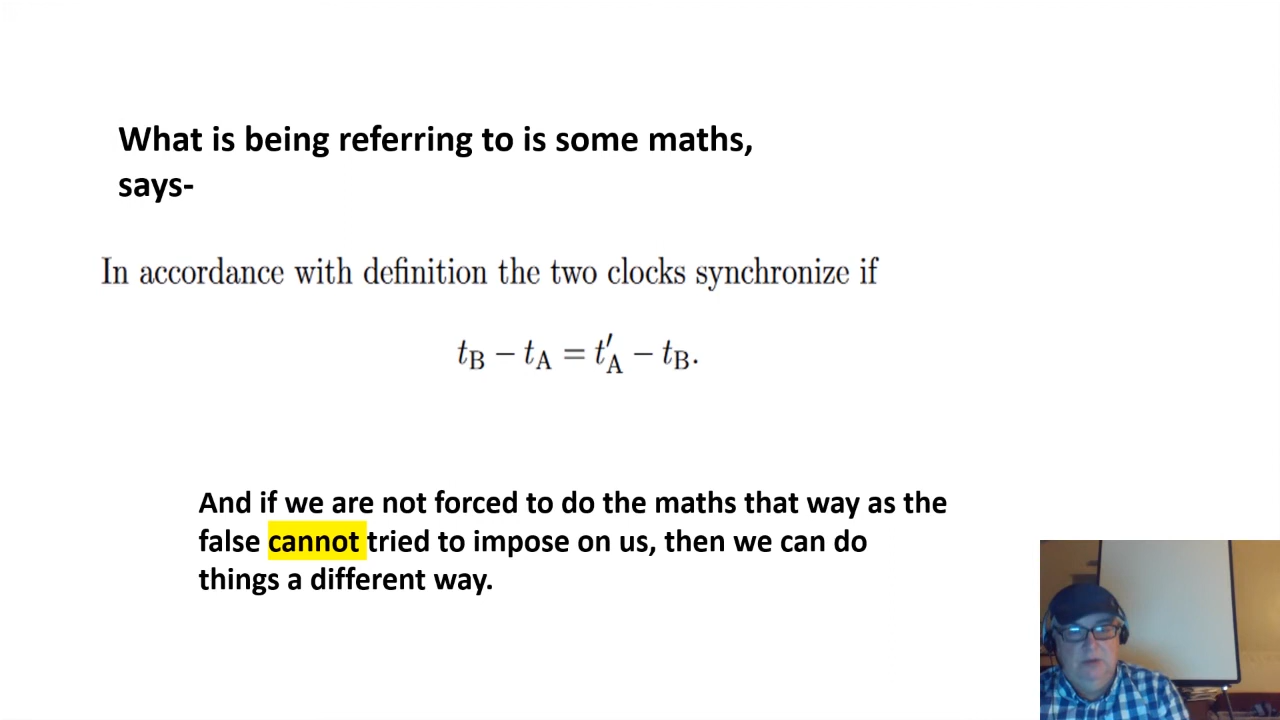 What is being referring to is some maths,
says-
In accordance with definition the two clocks synchronize if
t_B − t_A = t′_A − t_B.
And if we are not forced to do the maths that way as the
false cannot tried to impose on us, then we can do
things a different way.